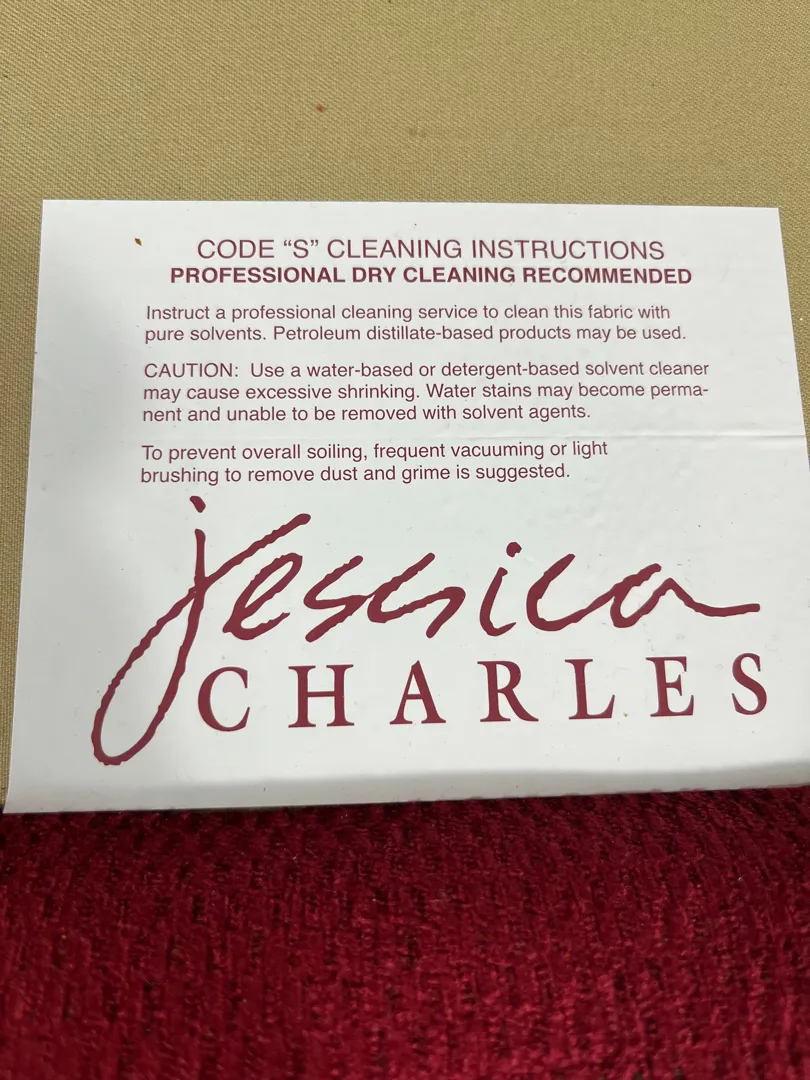 CODE “S” CLEANING INSTRUCTIONS
PROFESSIONAL DRY CLEANING RECOMMENDED
Instruct a professional cleaning service to clean this fabric with
pure solvents. Petroleum distillate-based products may be used.
CAUTION: Use a water-based or detergent-based solvent cleaner
may cause excessive shrinking. Water stains may become perma-
nent and unable to be removed with solvent agents.
To prevent overall soiling, frequent vacuuming or light
brushing to remove dust and grime is suggested.
jessica
CHARLES